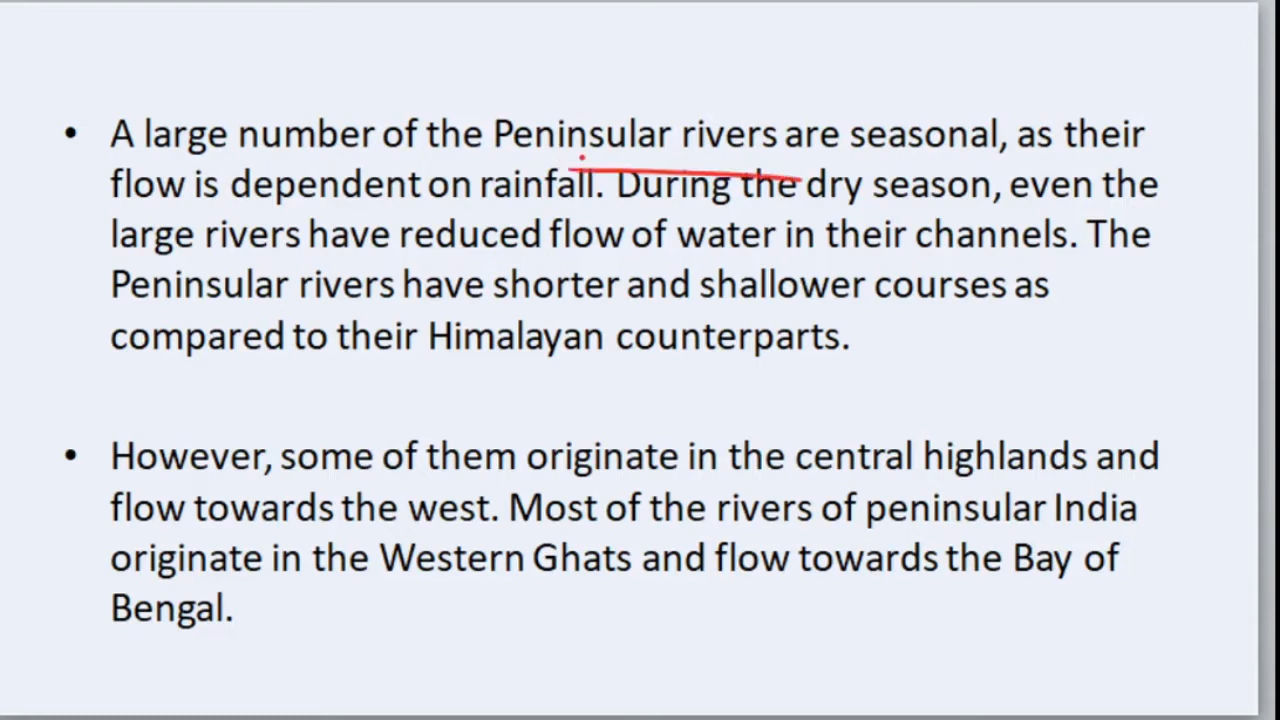 • A large number of the Peninsular rivers are seasonal, as their
flow is dependent on rainfall. During the dry season, even the
large rivers have reduced flow of water in their channels. The
Peninsular rivers have shorter and shallower courses as
compared to their Himalayan counterparts.
• However, some of them originate in the central highlands and
flow towards the west. Most of the rivers of peninsular India
originate in the Western Ghats and flow towards the Bay of
Bengal.